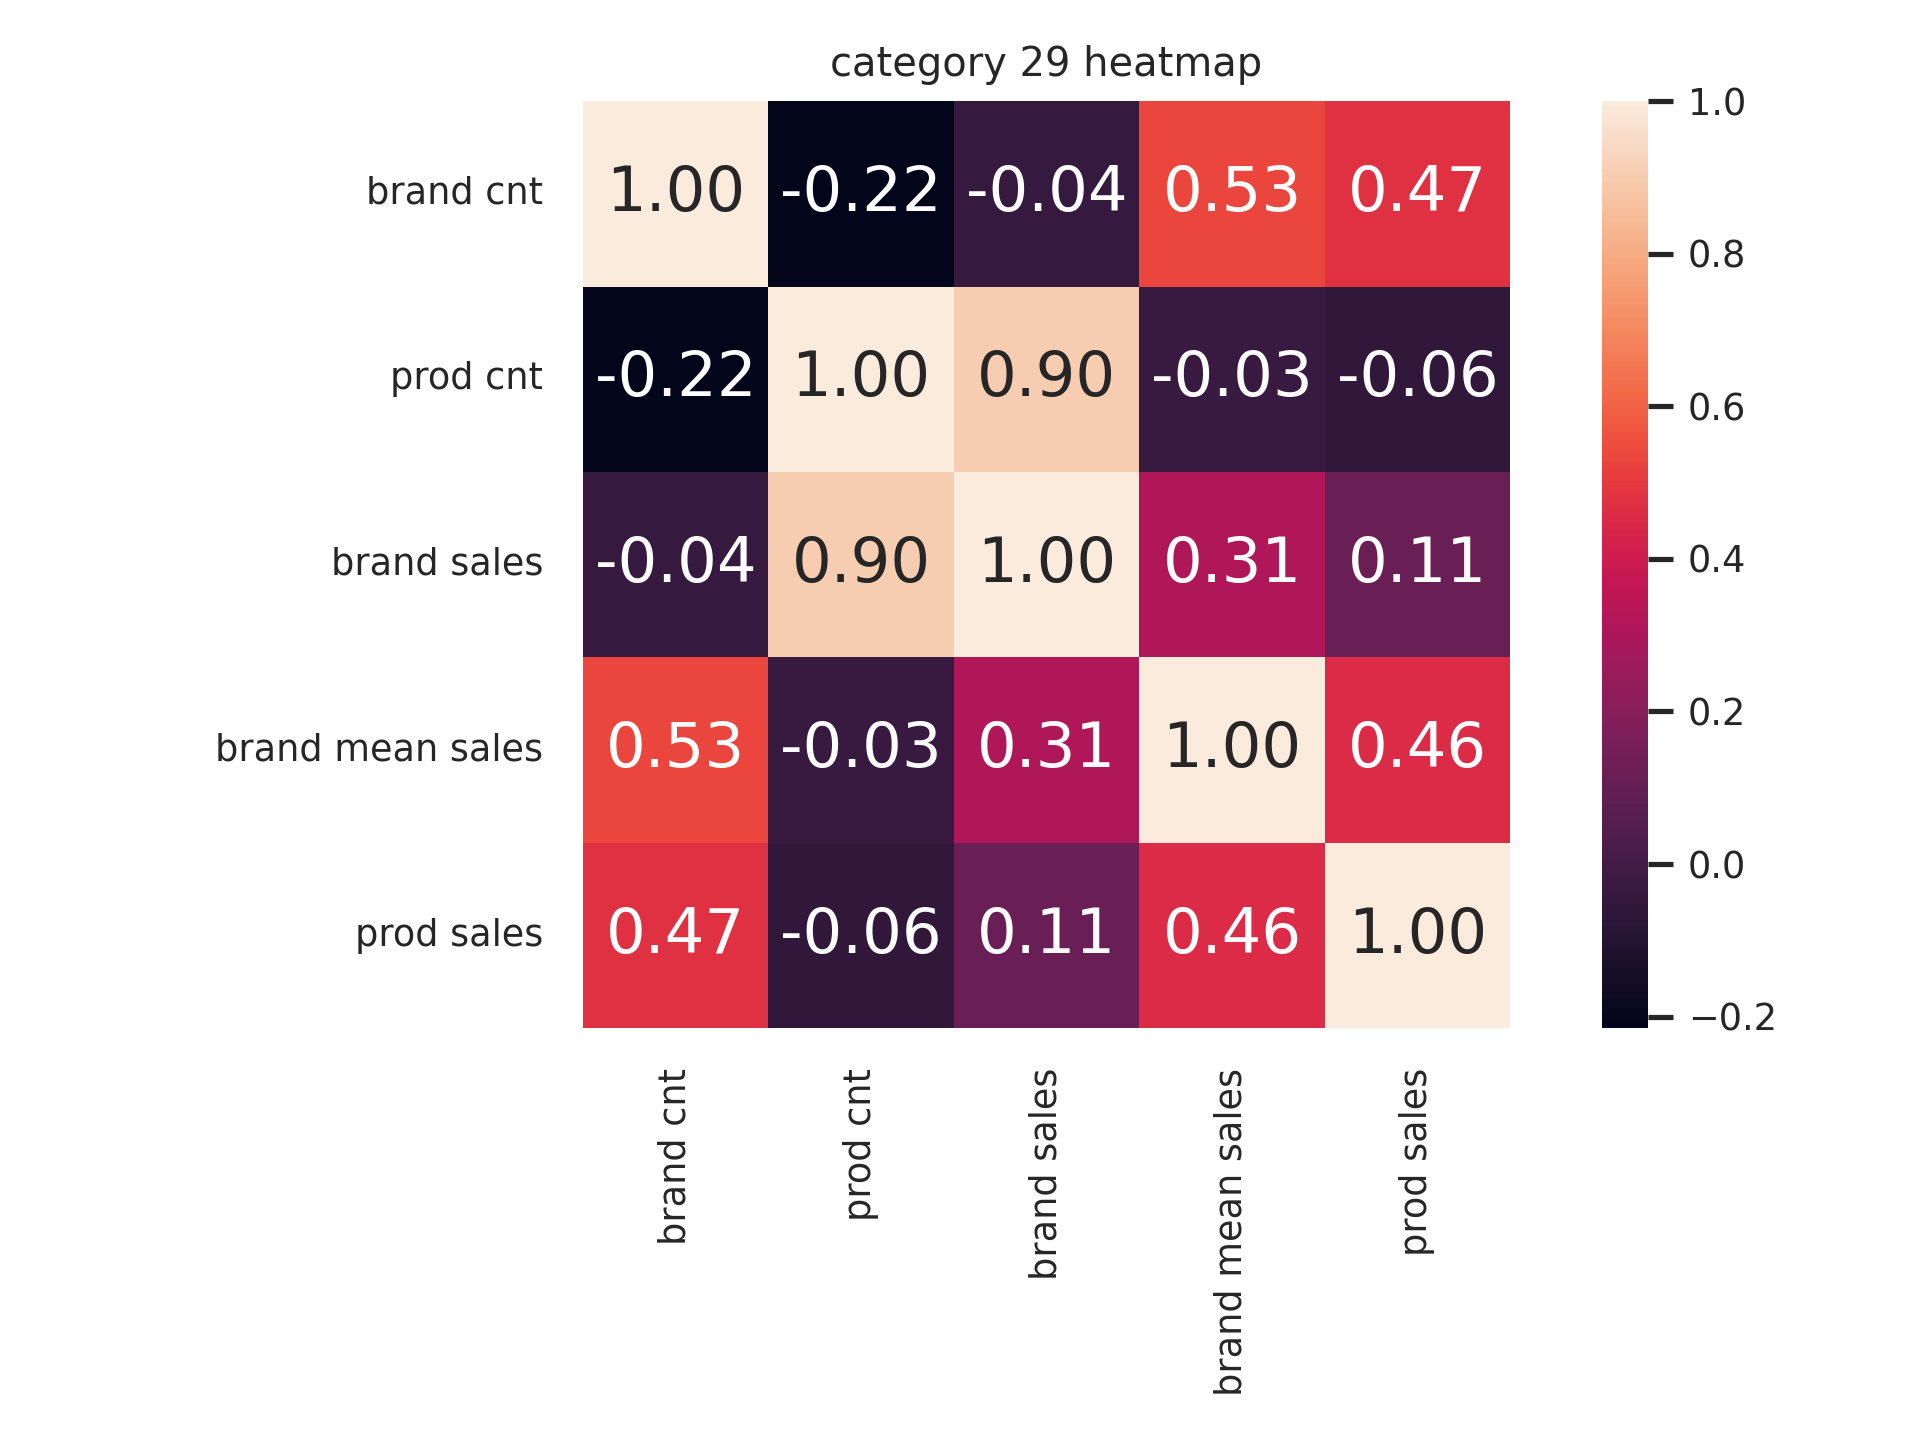 category 29 heatmap
brand cnt 1.00 -0.22 -0.04 0.53 0.47
prod cnt -0.22 1.00 0.90 -0.03 -0.06
brand sales -0.04 0.90 1.00 0.31 0.11
brand mean sales 0.53 -0.03 0.31 1.00 0.46
prod sales 0.47 -0.06 0.11 0.46 1.00
brand cnt
prod cnt
brand sales
brand mean sales
prod sales
1.0
0.8
0.6
0.4
0.2
0.0
−0.2